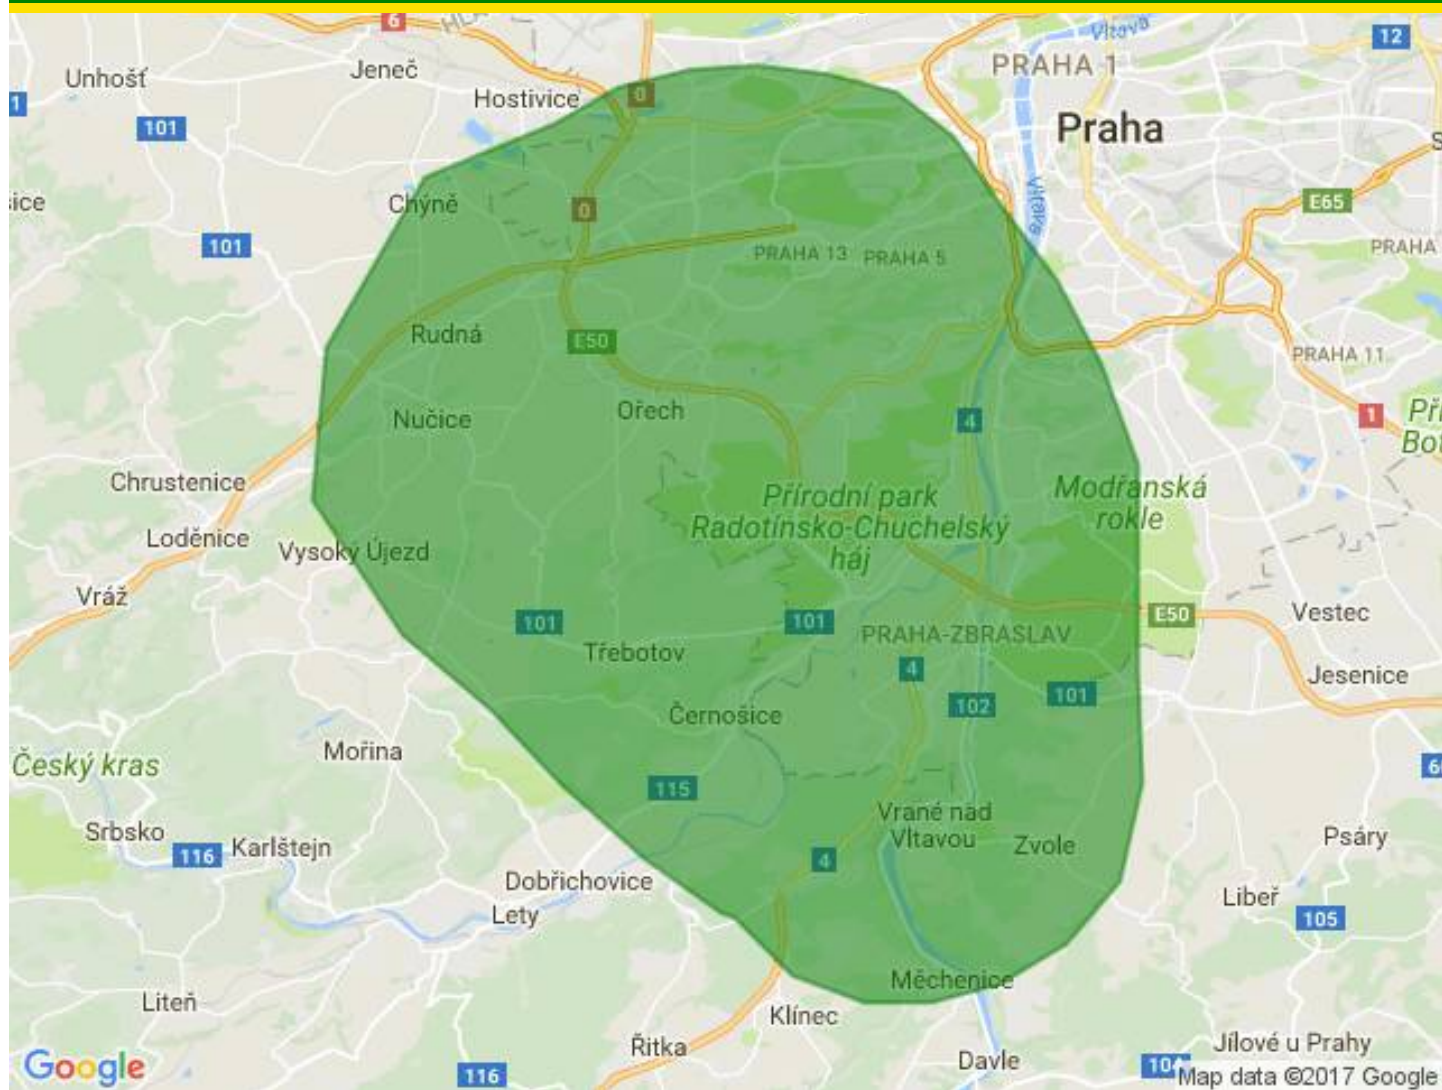 Vltava
6
12
PRAHA 1
Unhošť
Jeneč
Hostivice
0
1
101
Praha
Vltava
Chýně
0
E65
101
PRAHA
PRAHA 13
PRAHA 5
Rudná
E50
PRAHA 11
Nučice
Ořech
4
1
Chrustenice
Přírodní park
Radotínsko-Chuchelský
háj
Modřanská
rokle
Loděnice
Vysoký Újezd
Vráž
101
101
E50
Vestec
PRAHA-ZBRASLAV
Třebotov
4
Jesenice
101
102
Černošice
Mořina
Český kras
115
Vrané nad
Vltavou
Srbsko
116
Karlštejn
4
Zvole
Psáry
Dobřichovice
Libeř
Lety
105
Měchenice
Liteň
Klínec
Řitka
Jílové u Prahy
Davle
Google
116
104
Map data ©2017 Google